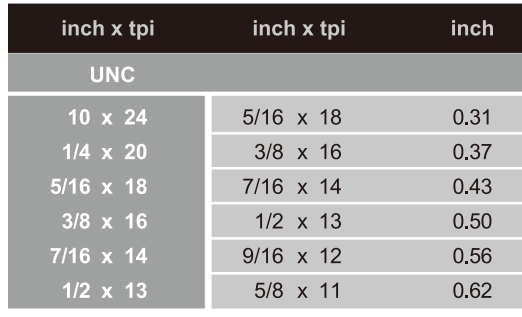 inch x tpi inch x tpi inch
UNC
10 x 24 5/16 x 18 0.31
1/4 x 20 3/8 x 16 0.37
5/16 x 18 7/16 x 14 0.43
3/8 x 16 1/2 x 13 0.50
7/16 x 14 9/16 x 12 0.56
1/2 x 13 5/8 x 11 0.62